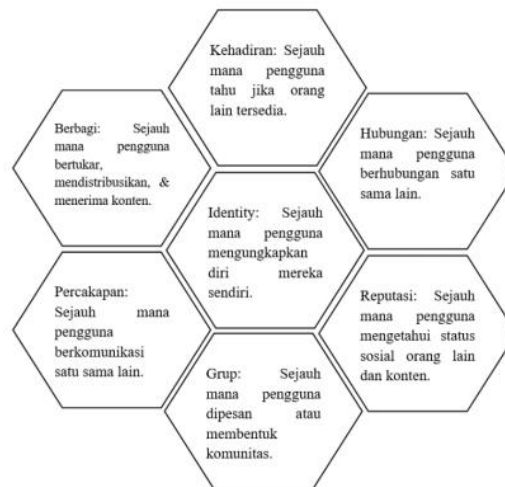 Kehadiran: Sejauh
mana pengguna
tahu jika orang
lain tersedia.
Berbagi: Sejauh
mana pengguna
bertukar,
mendistribusikan, &
menerima konten.
Hubungan: Sejauh
mana pengguna
berhubungan satu
sama lain.
Identity: Sejauh
mana pengguna
mengungkapkan
diri mereka
sendiri.
Percakapan:
Sejauh mana
pengguna
berkomunikasi
satu sama lain.
Reputasi: Sejauh
mana pengguna
mengetahui status
sosial orang lain
dan konten.
Grup: Sejauh
mana pengguna
dipesan atau
membentuk
komunitas.